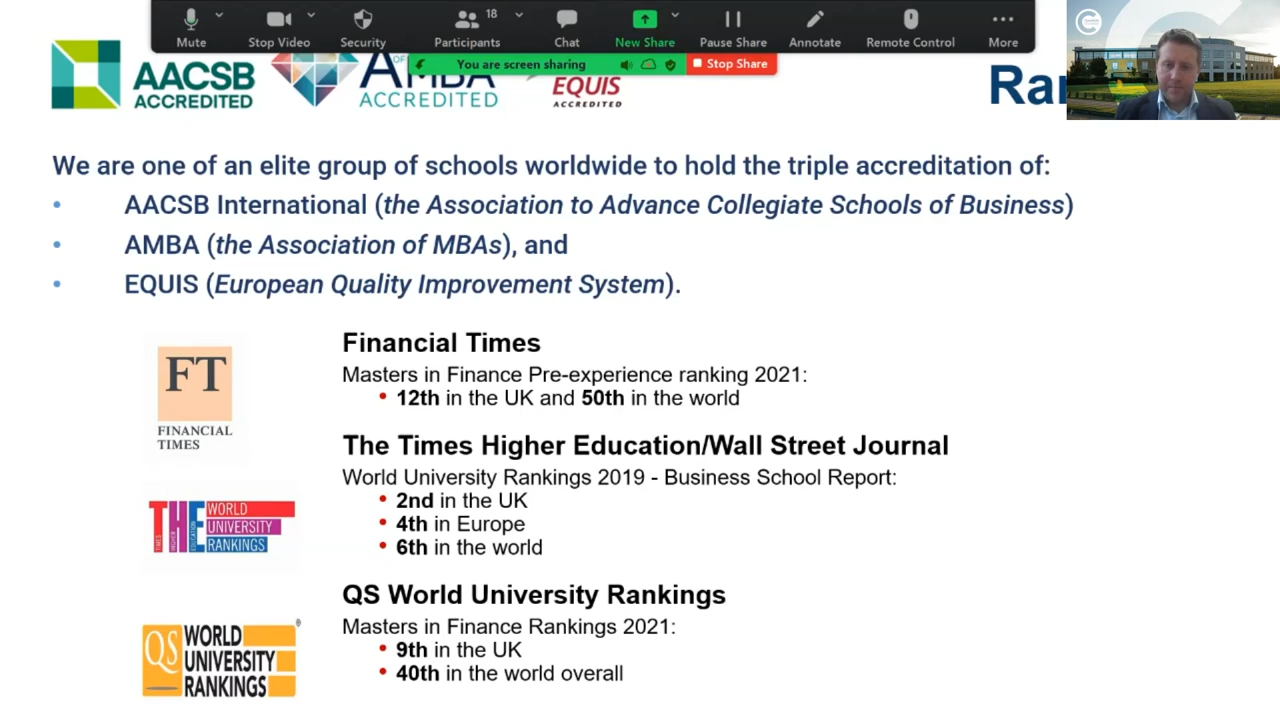 18
Mute
Stop Video
Security
Participants
Chat
New Share
Pause Share
Annotate
Remote Control
More
You are screen sharing
Stop Share
AACSB
ACCREDITED
AMBA
ACCREDITED
EQUIS
ACCREDITED
We are one of an elite group of schools worldwide to hold the triple accreditation of:
• AACSB International (the Association to Advance Collegiate Schools of Business)
• AMBA (the Association of MBAs), and
• EQUIS (European Quality Improvement System).
FT
FINANCIAL
TIMES
Financial Times
Masters in Finance Pre-experience ranking 2021:
• 12th in the UK and 50th in the world
THE
TIMES HIGHER EDUCATION
WORLD
UNIVERSITY
RANKINGS
The Times Higher Education/Wall Street Journal
World University Rankings 2019 - Business School Report:
• 2nd in the UK
• 4th in Europe
• 6th in the world
QS
WORLD
UNIVERSITY
RANKINGS
®
QS World University Rankings
Masters in Finance Rankings 2021:
• 9th in the UK
• 40th in the world overall